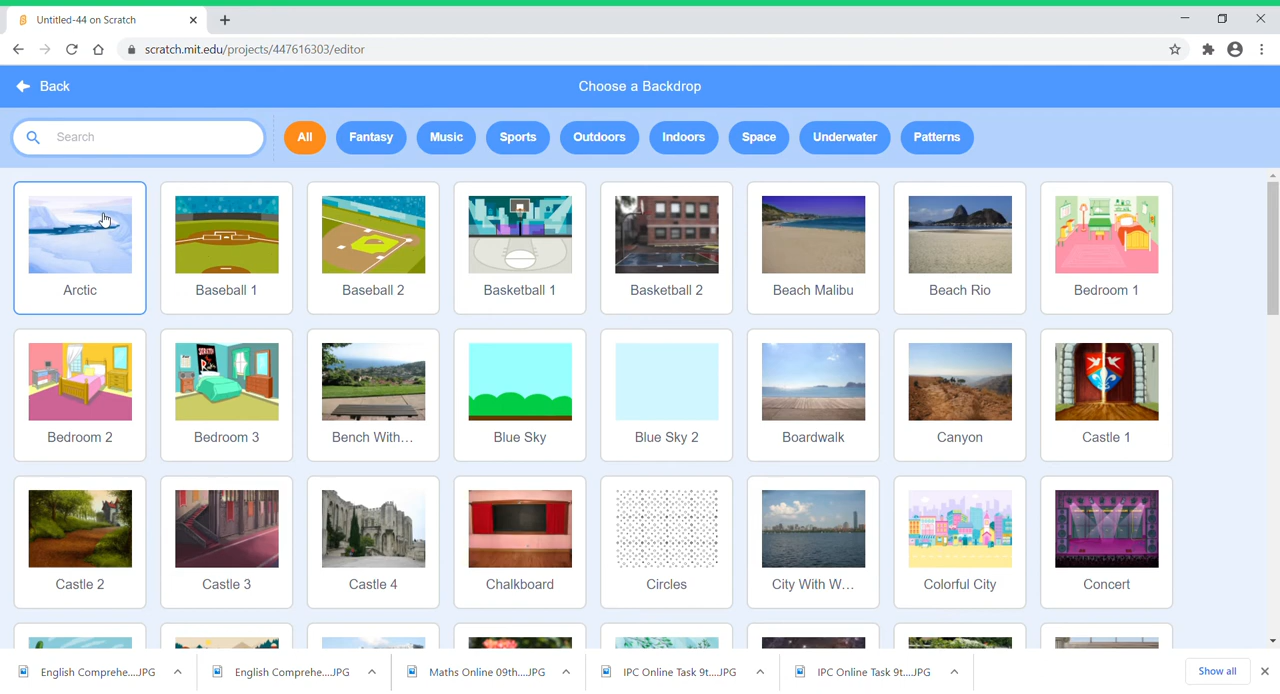 Untitled-44 on Scratch
scratch.mit.edu/projects/447616303/editor
Back
Choose a Backdrop
Search
All
Fantasy
Music
Sports
Outdoors
Indoors
Space
Underwater
Patterns
Arctic
Baseball 1
Baseball 2
Basketball 1
Basketball 2
Beach Malibu
Beach Rio
Bedroom 1
Bedroom 2
Bedroom 3
Bench With...
Blue Sky
Blue Sky 2
Boardwalk
Canyon
Castle 1
Castle 2
Castle 3
Castle 4
Chalkboard
Circles
City With W...
Colorful City
Concert
English Comprehe....JPG
English Comprehe....JPG
Maths Online 09th...JPG
IPC Online Task 9t....JPG
IPC Online Task 9t....JPG
Show all